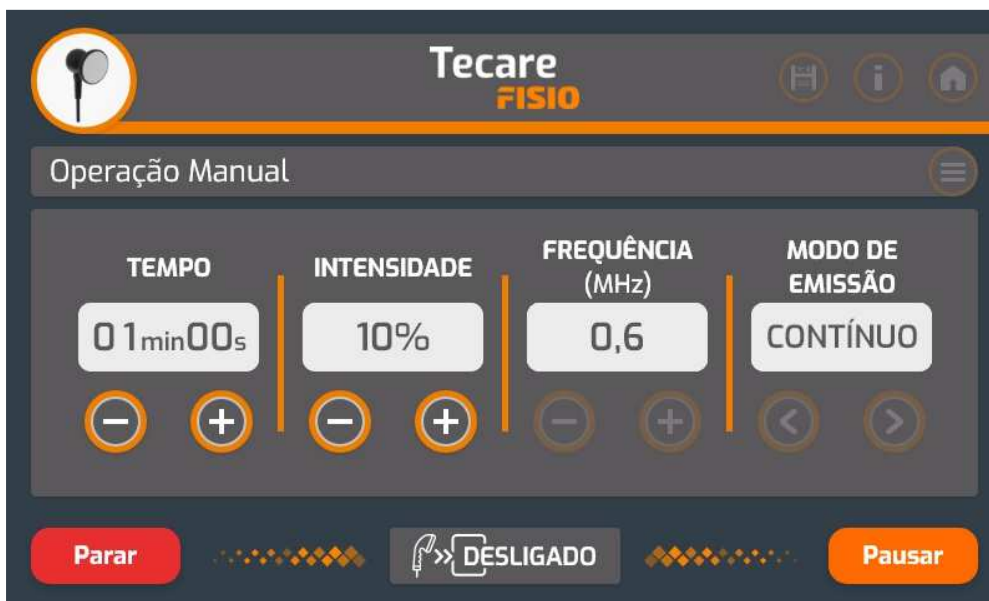 Tecare
FISIO
Operação Manual
TEMPO
01min00s
INTENSIDADE
10%
FREQUÊNCIA
(MHz)
0,6
MODO DE
EMISSÃO
CONTÍNUO
Parar
DESLIGADO
Pausar